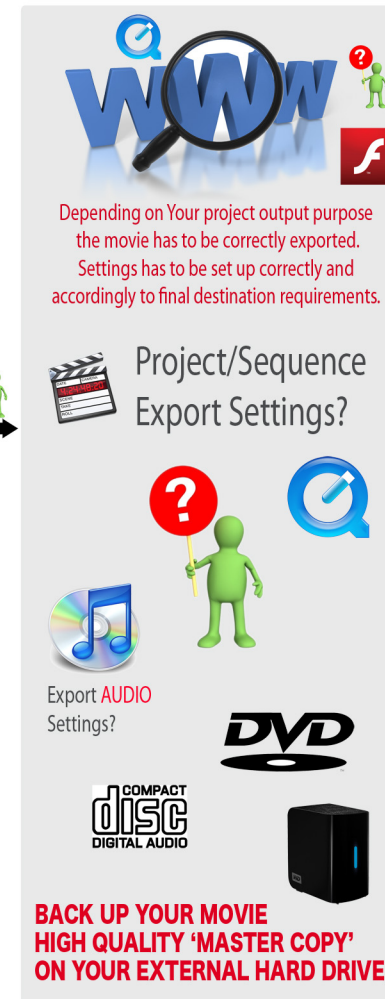 www
?
Depending on Your project output purpose
the movie has to be correctly exported.
Settings has to be set up correctly and
accordingly to final destination requirements.
Project/Sequence
Export Settings?
?
Export AUDIO
Settings?
DVD
COMPACT
disc
DIGITAL AUDIO
BACK UP YOUR MOVIE
HIGH QUALITY ‘MASTER COPY’
ON YOUR EXTERNAL HARD DRIVE